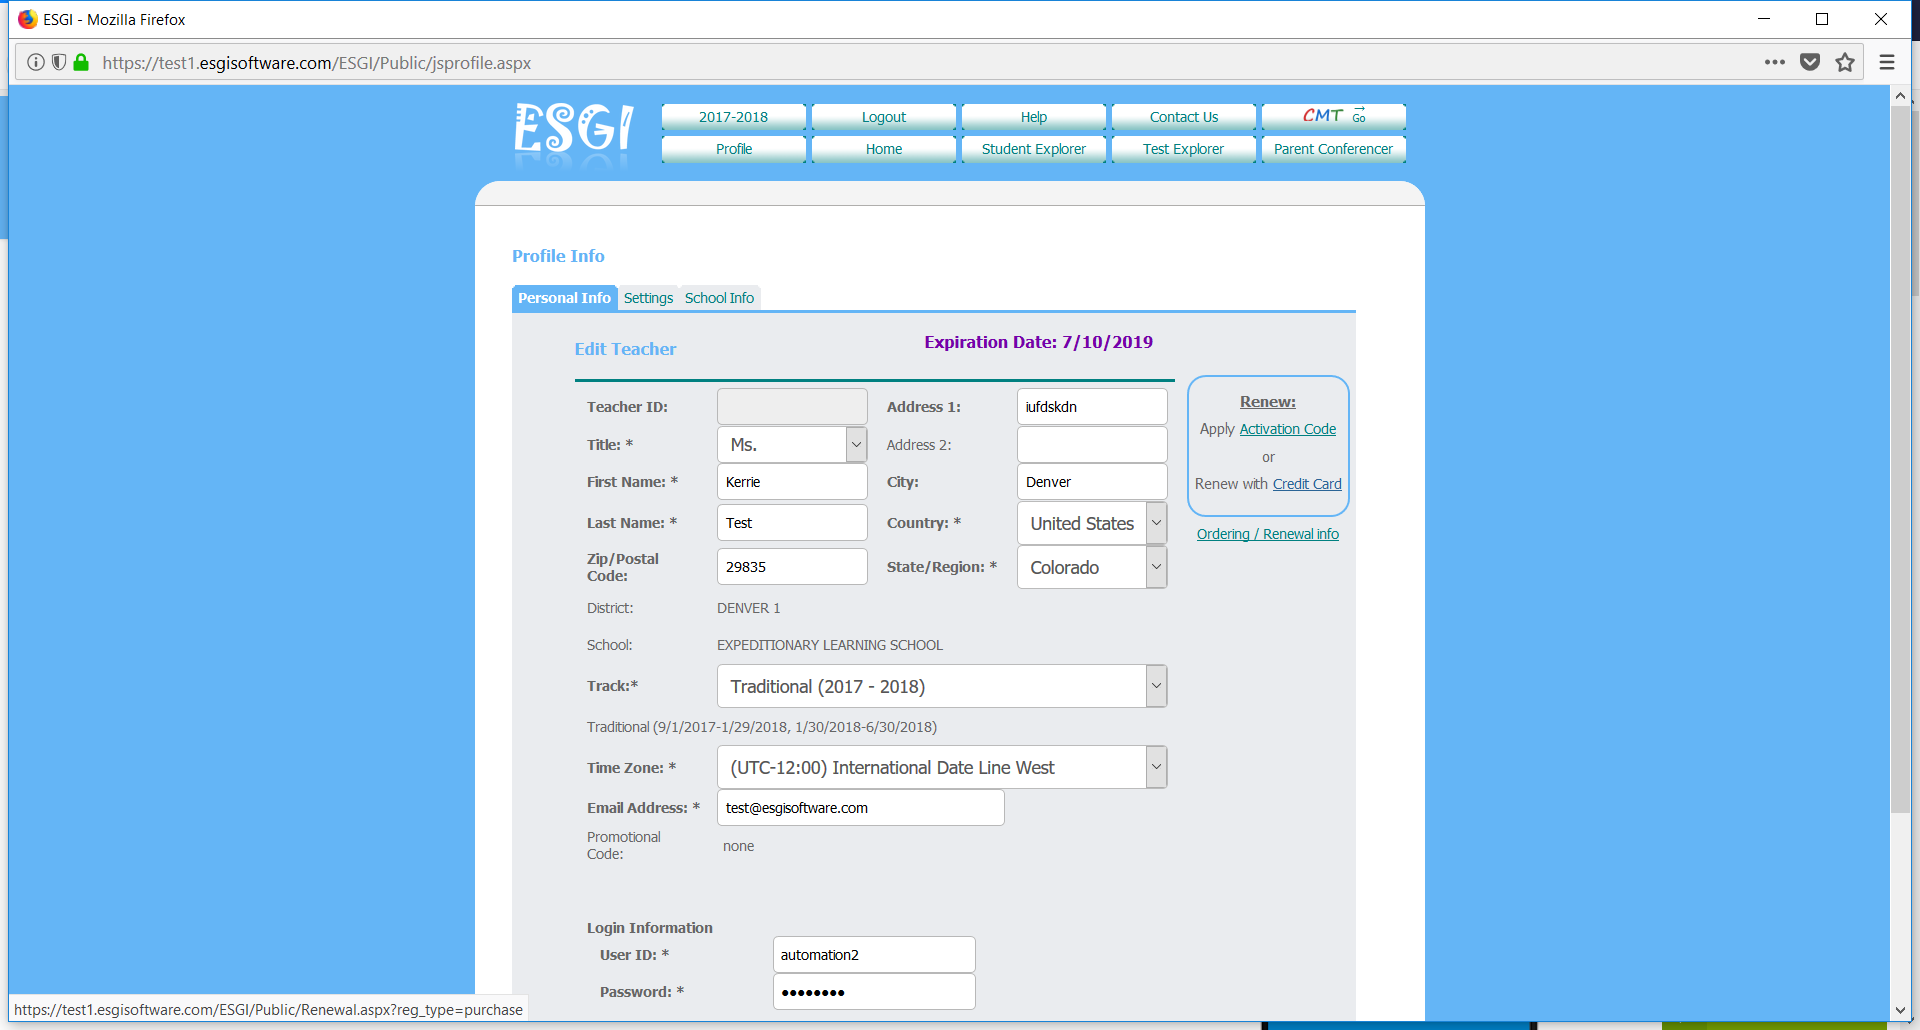 ESGI - Mozilla Firefox
https://test1.esgisoftware.com/ESGI/Public/jsprofile.aspx
ESGI
2017-2018 Logout Help Contact Us CMT Go
Profile Home Student Explorer Test Explorer Parent Conferencer
Profile Info
Personal Info Settings School Info
Edit Teacher Expiration Date: 7/10/2019
Teacher ID: Address 1: iufdskdn
Title: * Ms. Address 2:
First Name: * Kerrie City: Denver
Last Name: * Test Country: * United States
Zip/Postal
Code: 29835 State/Region: * Colorado
Renew:
Apply Activation Code
or
Renew with Credit Card
Ordering / Renewal info
District: DENVER 1
School: EXPEDITIONARY LEARNING SCHOOL
Track:* Traditional (2017 - 2018)
Traditional (9/1/2017-1/29/2018, 1/30/2018-6/30/2018)
Time Zone: * (UTC-12:00) International Date Line West
Email Address: * test@esgisoftware.com
Promotional
Code: none
Login Information
User ID: * automation2
Password: * ••••••••
https://test1.esgisoftware.com/ESGI/Public/Renewal.aspx?reg_type=purchase